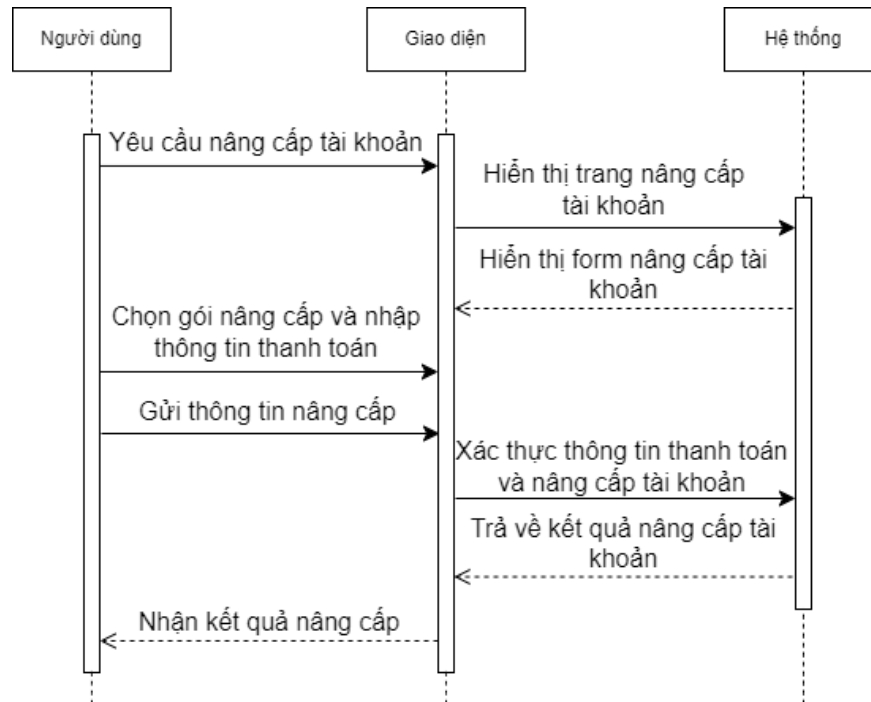 Người dùng
Giao diện
Hệ thống
Yêu cầu nâng cấp tài khoản
Hiển thị trang nâng cấp
tài khoản
Hiển thị form nâng cấp tài
khoản
Chọn gói nâng cấp và nhập
thông tin thanh toán
Gửi thông tin nâng cấp
Xác thực thông tin thanh toán
và nâng cấp tài khoản
Trả về kết quả nâng cấp tài
khoản
Nhận kết quả nâng cấp